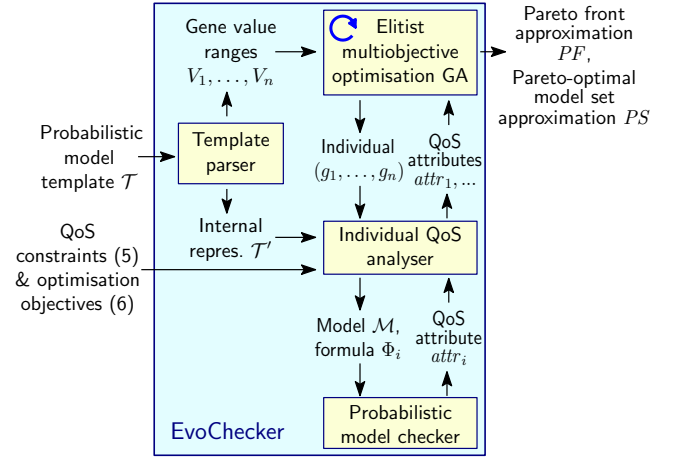 Gene value
ranges
V₁, . . . , Vₙ
Elitist
multiobjective
optimisation GA
Pareto front
approximation
PF,
Pareto-optimal
model set
approximation PS
Probabilistic
model
template 𝒯
Template
parser
Individual
(g₁, . . . , gₙ)
QoS
attributes
attr₁, ...
Internal
repres. 𝒯′
Individual QoS
analyser
QoS
constraints (5)
& optimisation
objectives (6)
Model ℳ,
formula Φᵢ
QoS
attribute
attrᵢ
Probabilistic
model checker
EvoChecker